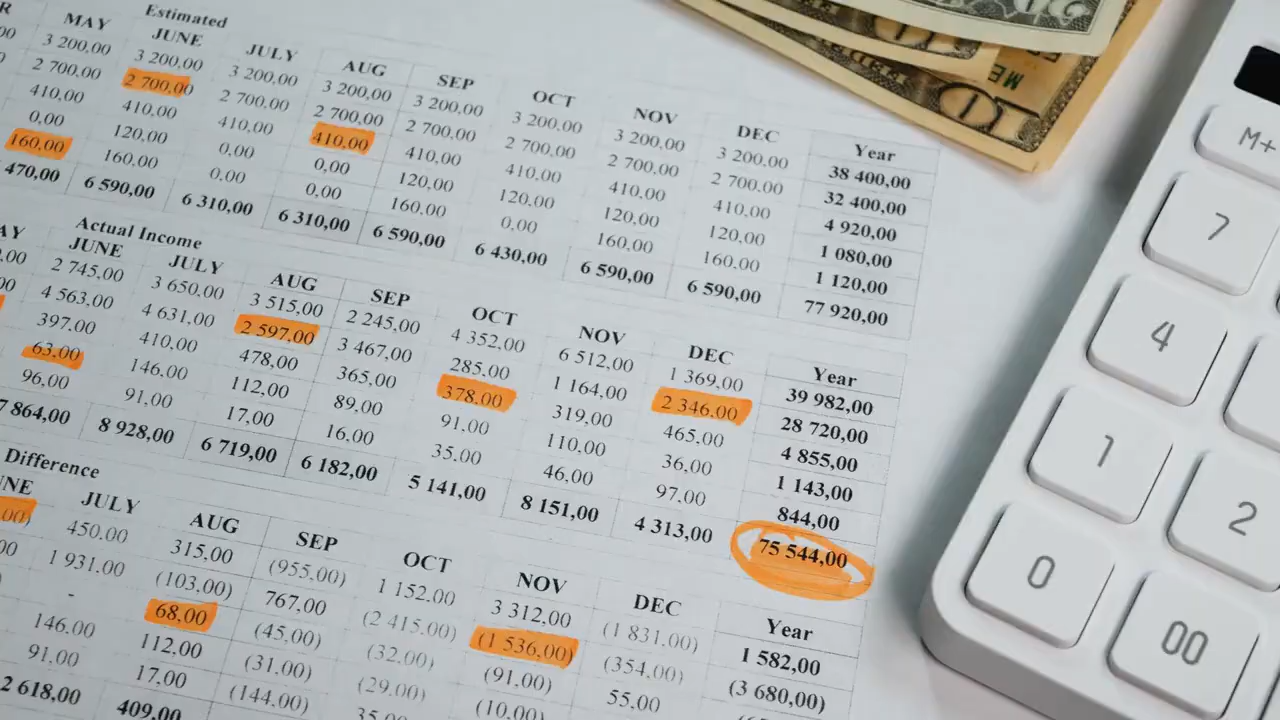 Estimated
MAY JUNE JULY AUG SEP OCT NOV DEC Year
3 200,00 3 200,00 3 200,00 3 200,00 3 200,00 3 200,00 3 200,00 3 200,00 38 400,00
2 700,00 2 700,00 2 700,00 2 700,00 2 700,00 2 700,00 2 700,00 2 700,00 32 400,00
410,00 410,00 410,00 410,00 410,00 410,00 410,00 410,00 4 920,00
0,00 120,00 0,00 0,00 120,00 120,00 120,00 120,00 1 080,00
160,00 160,00 0,00 0,00 160,00 0,00 160,00 160,00 1 120,00
470,00 6 590,00 6 310,00 6 310,00 6 590,00 6 430,00 6 590,00 6 590,00 77 920,00
Actual Income
AY JUNE JULY AUG SEP OCT NOV DEC Year
2 745,00 3 650,00 3 515,00 2 245,00 4 352,00 6 512,00 1 369,00 39 982,00
4 563,00 4 631,00 2 597,00 3 467,00 285,00 1 164,00 2 346,00 28 720,00
397,00 410,00 478,00 365,00 378,00 319,00 465,00 4 855,00
63,00 146,00 112,00 89,00 91,00 110,00 36,00 1 143,00
96,00 91,00 17,00 16,00 35,00 46,00 97,00 844,00
7 864,00 8 928,00 6 719,00 6 182,00 5 141,00 8 151,00 4 313,00 75 544,00
Difference
UNE JULY AUG SEP OCT NOV DEC Year
450,00 315,00 (955,00) 1 152,00 3 312,00 (1 831,00) 1 582,00
1 931,00 (103,00) 767,00 (2 415,00) (1 536,00) (354,00) (3 680,00)
- 68,00 (45,00) (32,00) (91,00) 55,00
146,00 112,00 (31,00) (29,00) (10,00)
91,00 17,00 (144,00)
2 618,00 409,00
M+
7
4
1
2
0
00